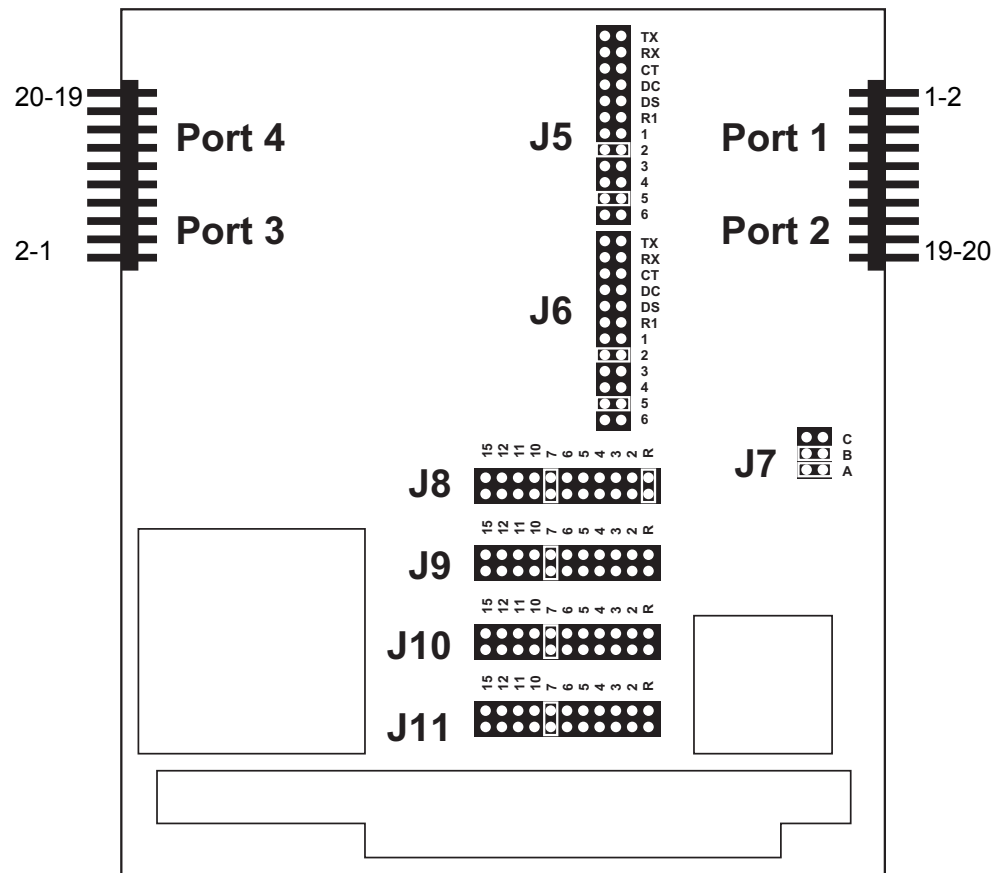 20-19
Port 4
Port 3
2-1
J5
TX
RX
CT
DC
DS
R1
1
2
3
4
5
6
Port 1
Port 2
1-2
19-20
J6
TX
RX
CT
DC
DS
R1
1
2
3
4
5
6
J7
C
B
A
J8
15 12 11 10 7 6 5 4 3 2 R
J9
15 12 11 10 7 6 5 4 3 2 R
J10
15 12 11 10 7 6 5 4 3 2 R
J11
15 12 11 10 7 6 5 4 3 2 R